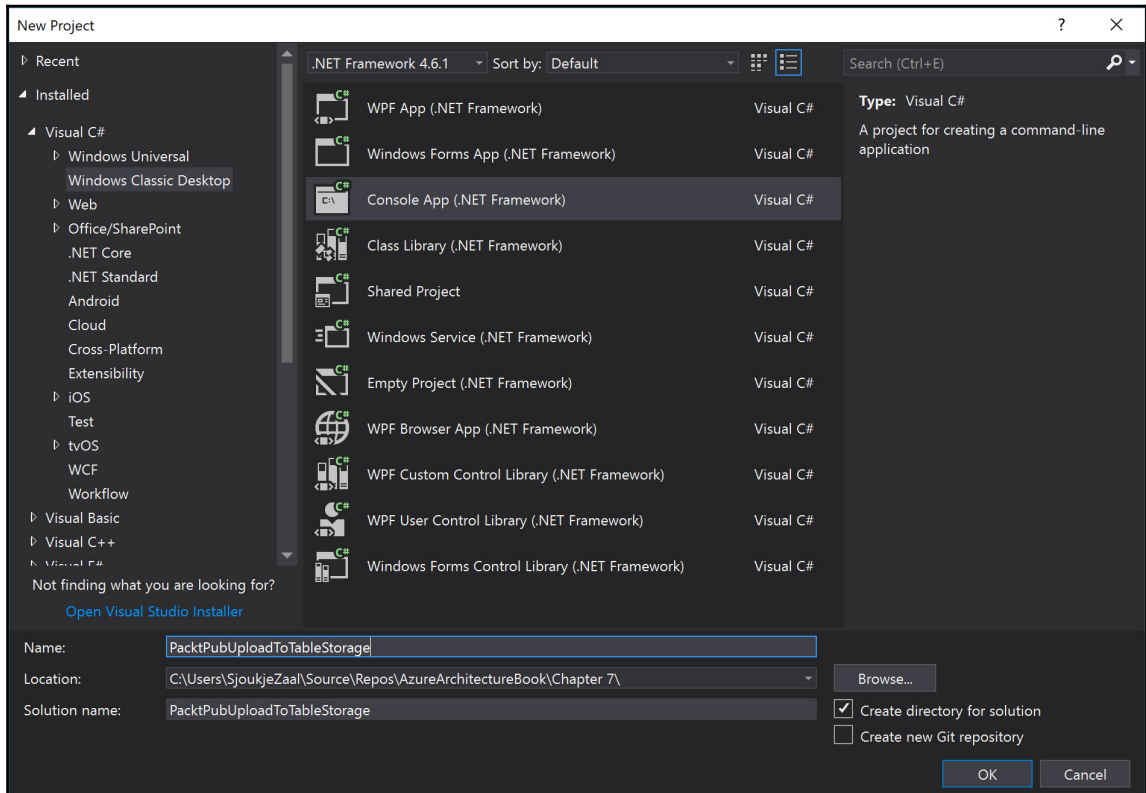 New Project
?
Recent
Installed
Visual C#
Windows Universal
Windows Classic Desktop
Web
Office/SharePoint
.NET Core
.NET Standard
Android
Cloud
Cross-Platform
Extensibility
iOS
Test
tvOS
WCF
Workflow
Visual Basic
Visual C++
Visual F#
Not finding what you are looking for?
Open Visual Studio Installer
.NET Framework 4.6.1 Sort by: Default
C# WPF App (.NET Framework) Visual C#
C# Windows Forms App (.NET Framework) Visual C#
C# C:\ Console App (.NET Framework) Visual C#
C# Class Library (.NET Framework) Visual C#
C# Shared Project Visual C#
C# Windows Service (.NET Framework) Visual C#
C# Empty Project (.NET Framework) Visual C#
C# WPF Browser App (.NET Framework) Visual C#
C# WPF Custom Control Library (.NET Framework) Visual C#
C# WPF User Control Library (.NET Framework) Visual C#
C# Windows Forms Control Library (.NET Framework) Visual C#
Search (Ctrl+E)
Type: Visual C#
A project for creating a command-line
application
Name: PacktPubUploadToTableStorage
Location: C:\Users\SjoukjeZaal\Source\Repos\AzureArchitectureBook\Chapter 7\ Browse...
Solution name: PacktPubUploadToTableStorage
Create directory for solution
Create new Git repository
OK Cancel